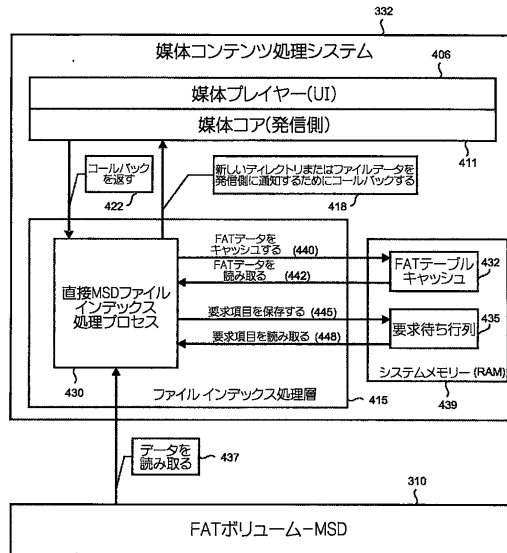 332
媒体コンテンツ処理システム
406
媒体プレイヤー(UI)
媒体コア(発信側)
411
コールバック
を返す
422
新しいディレクトリまたはファイルデータを
発信側に通知するためにコールバックする
418
FATデータを
キャッシュする (440)
FATデータを
読み取る (442)
要求項目を保存する (445)
要求項目を読み取る (448)
直接MSDファイル
インデックス
処理プロセス
430
ファイル インデックス処理層
415
FATテーブル
キャッシュ
432
要求待ち行列
435
システムメモリー (RAM)
439
データを
読み取る
437
310
FATボリューム－MSD